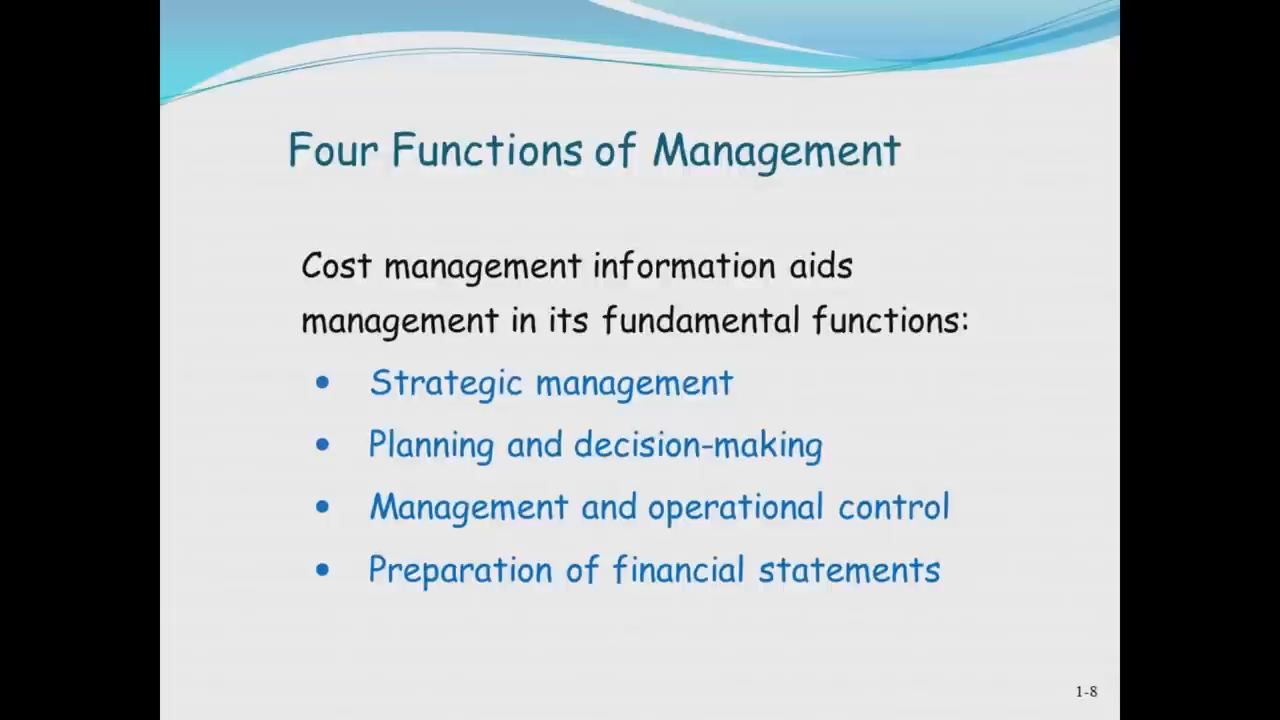 Four Functions of Management
Cost management information aids
management in its fundamental functions:
• Strategic management
• Planning and decision-making
• Management and operational control
• Preparation of financial statements
1-8